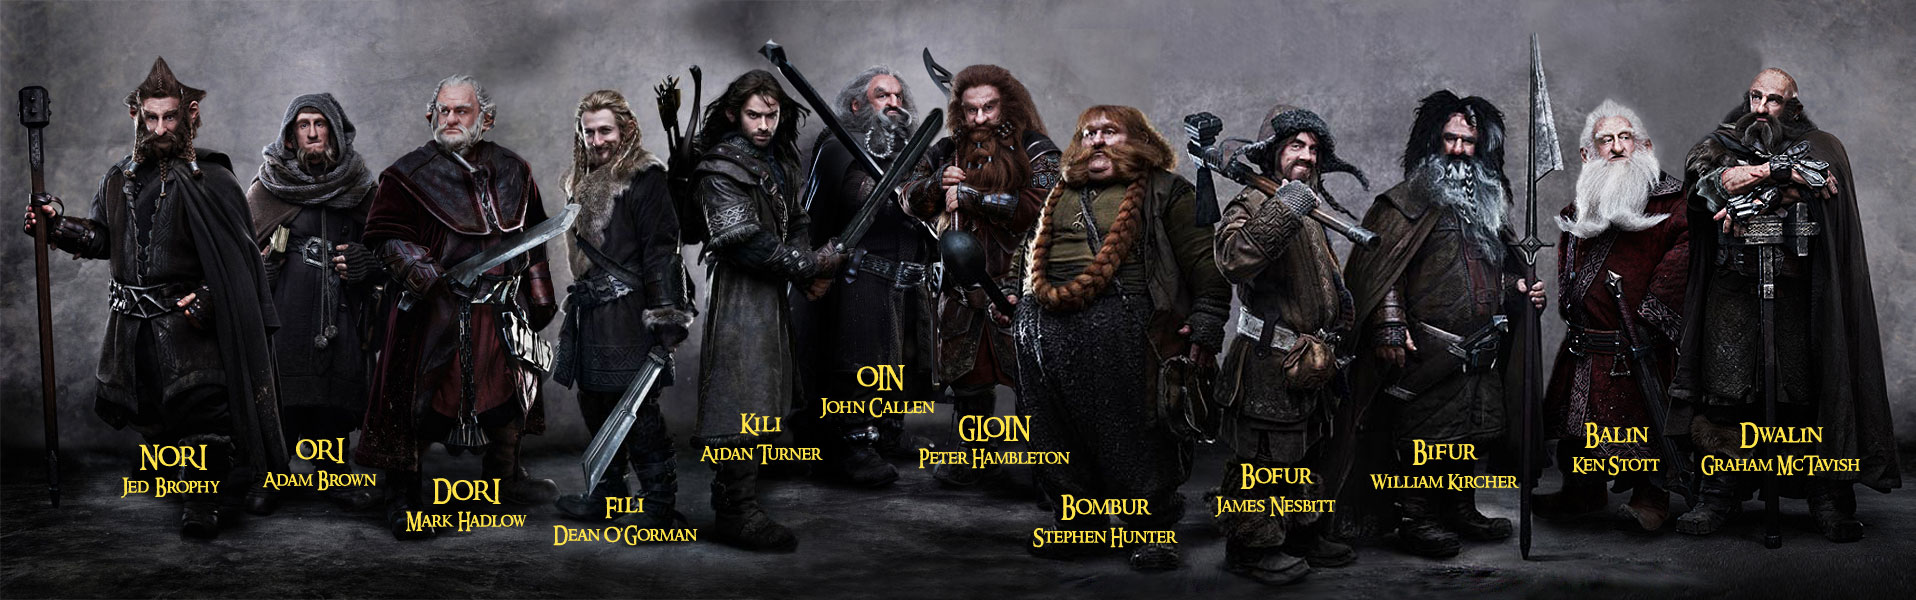 NORI
JED BROPHY
ORI
ADAM BROWN
DORI
MARK HADLOW
FILI
DEAN O'GORMAN
KILI
AIDAN TURNER
OIN
JOHN CALLEN
GLOIN
PETER HAMBLETON
BOMBUR
STEPHEN HUNTER
BOFUR
JAMES NESBITT
BIFUR
WILLIAM KIRCHER
BALIN
KEN STOTT
DWALIN
GRAHAM MCTAVISH